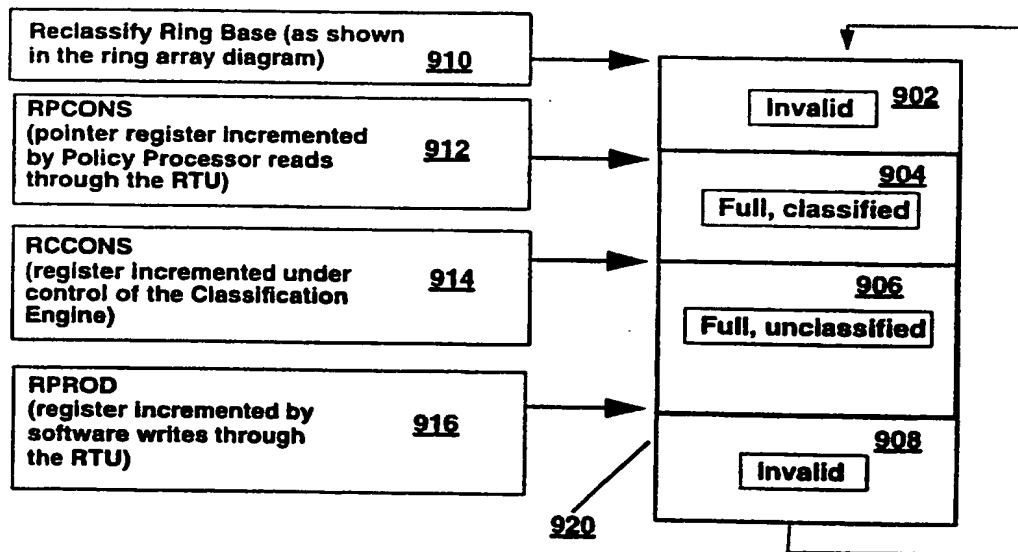 Reclassify Ring Base (as shown
in the ring array diagram) 910
RPCONS
(pointer register incremented
by Policy Processor reads
through the RTU)
912
RCCONS
(register incremented under
control of the Classification
Engine)
914
RPROD
(register incremented by
software writes through
the RTU)
916
902
Invalid
904
Full, classified
906
Full, unclassified
908
Invalid
920